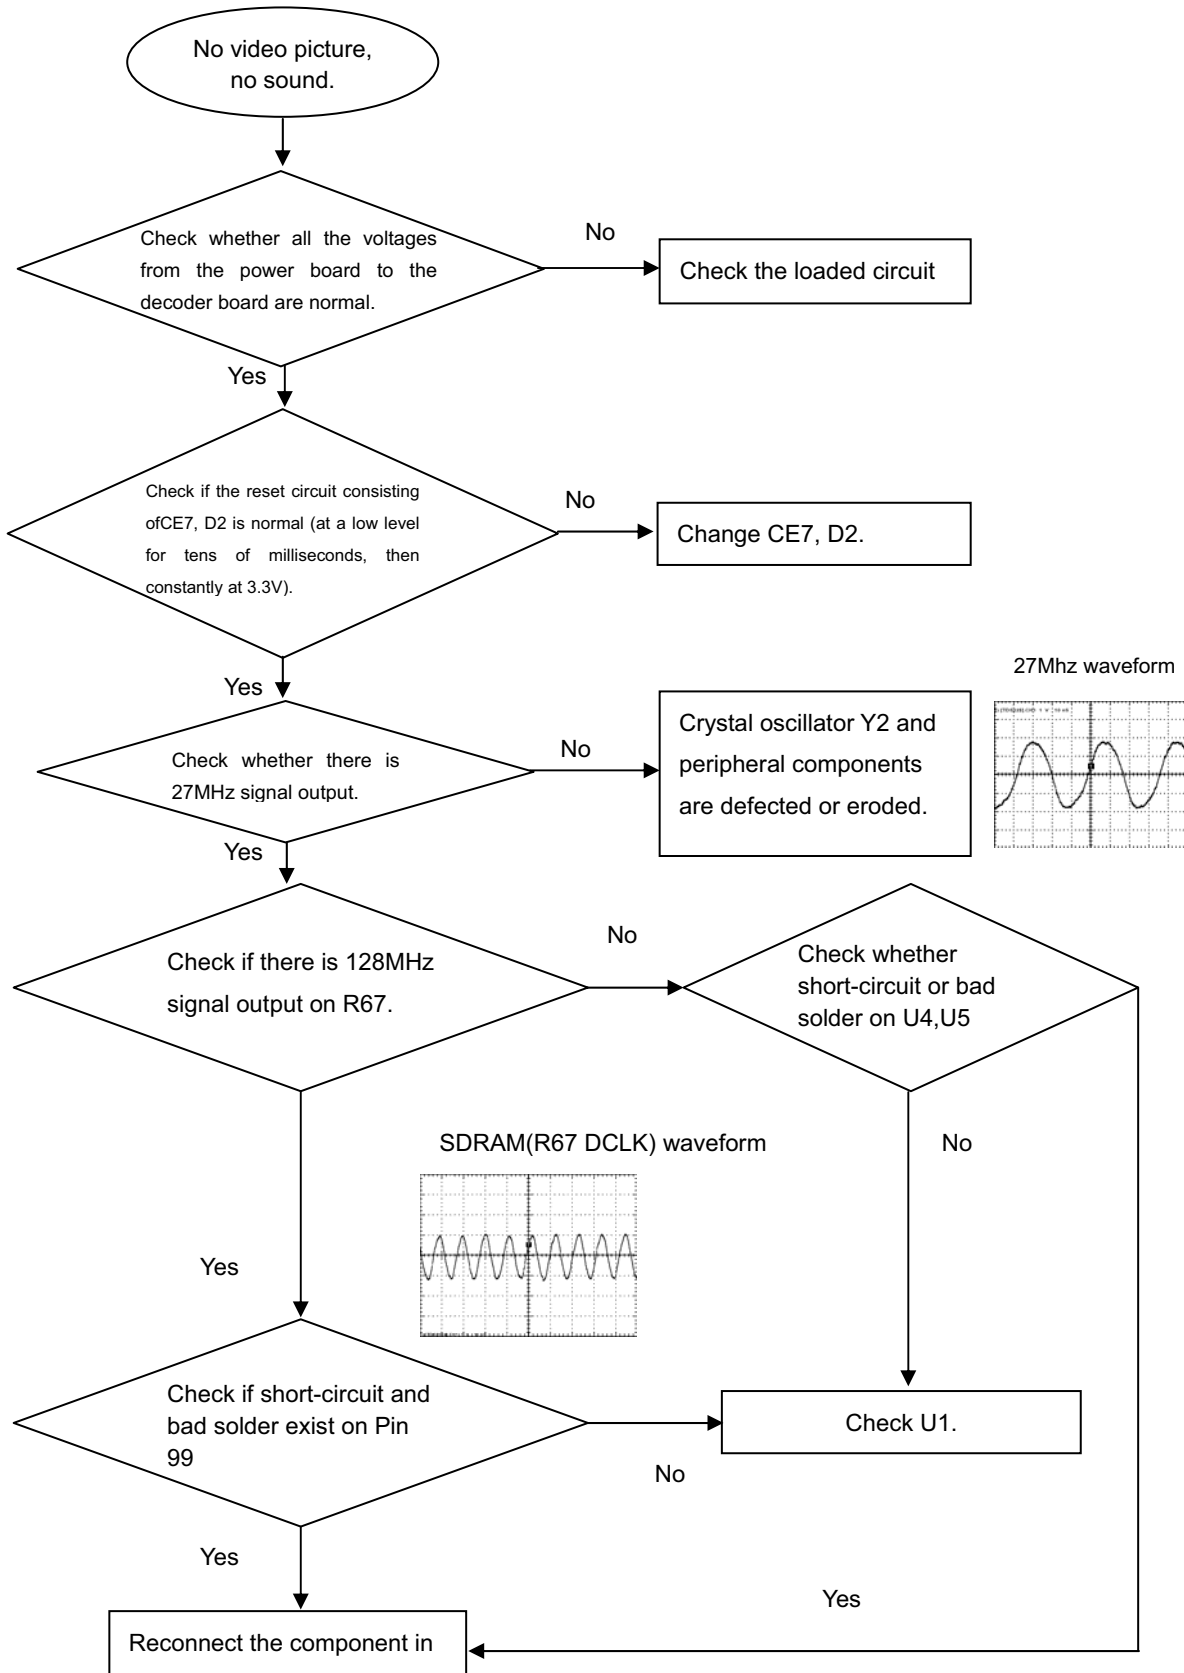 No video picture,
no sound.
Check whether all the voltages
from the power board to the
decoder board are normal.
No
Check the loaded circuit
Yes
Check if the reset circuit consisting
ofCE7, D2 is normal (at a low level
for tens of milliseconds, then
constantly at 3.3V).
No
Change CE7, D2.
Yes
27Mhz waveform
Check whether there is
27MHz signal output.
No
Crystal oscillator Y2 and
peripheral components
are defected or eroded.
Yes
Check if there is 128MHz
signal output on R67.
No
Check whether
short-circuit or bad
solder on U4,U5
No
SDRAM(R67 DCLK) waveform
Yes
Check if short-circuit and
bad solder exist on Pin
99
No
Check U1.
Yes
Yes
Reconnect the component in